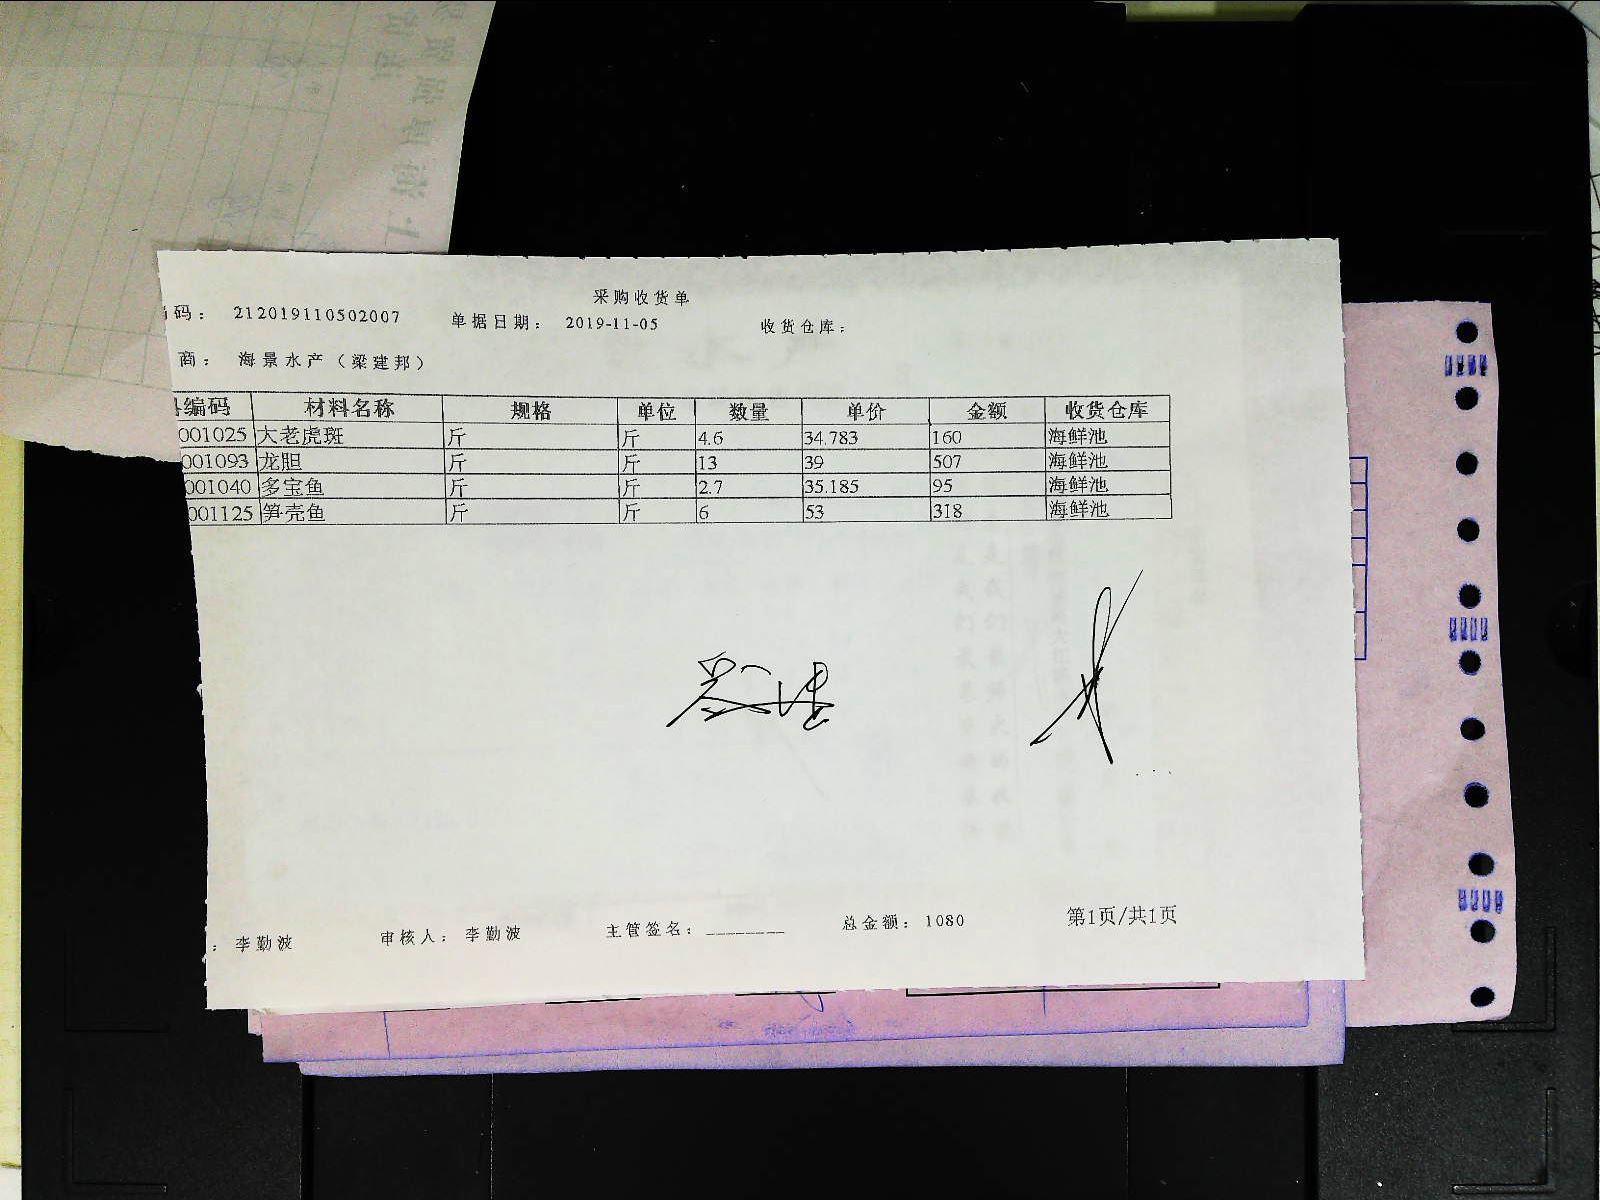 采购收货单
码： 212019110502007 单据日期： 2019-11-05 收货仓库：
商： 海景水产（梁建邦）
编码 材料名称 规格 单位 数量 单价 金额 收货仓库
001025 大老虎斑 斤 斤 4.6 34.783 160 海鲜池
001093 龙胆 斤 斤 13 39 507 海鲜池
001040 多宝鱼 斤 斤 2.7 35.185 95 海鲜池
001125 笋壳鱼 斤 斤 6 53 318 海鲜池
： 李勤波 审核人： 李勤波 主管签名：________ 总金额： 1080 第1页/共1页